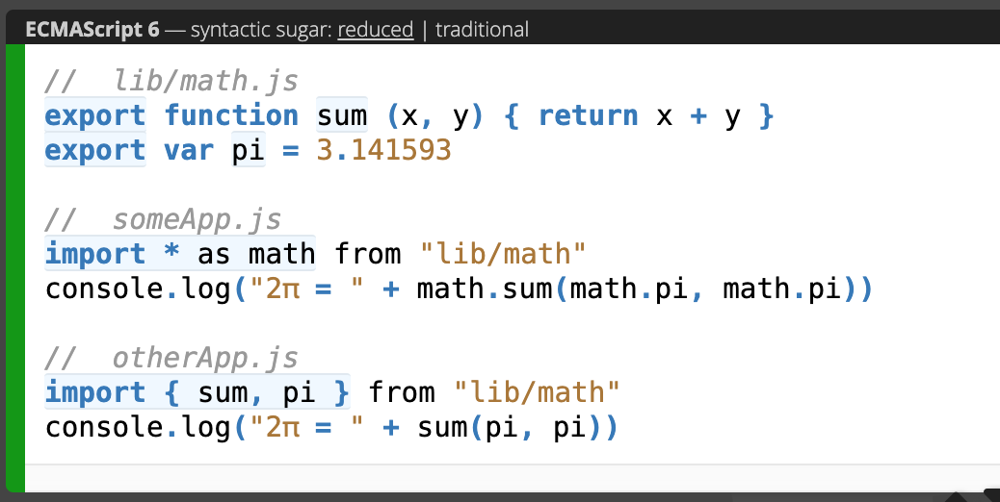 ECMAScript 6 — syntactic sugar: reduced | traditional
//  lib/math.js
export function sum (x, y) { return x + y }
export var pi = 3.141593
//  someApp.js
import * as math from "lib/math"
console.log("2π = " + math.sum(math.pi, math.pi))
//  otherApp.js
import { sum, pi } from "lib/math"
console.log("2π = " + sum(pi, pi))